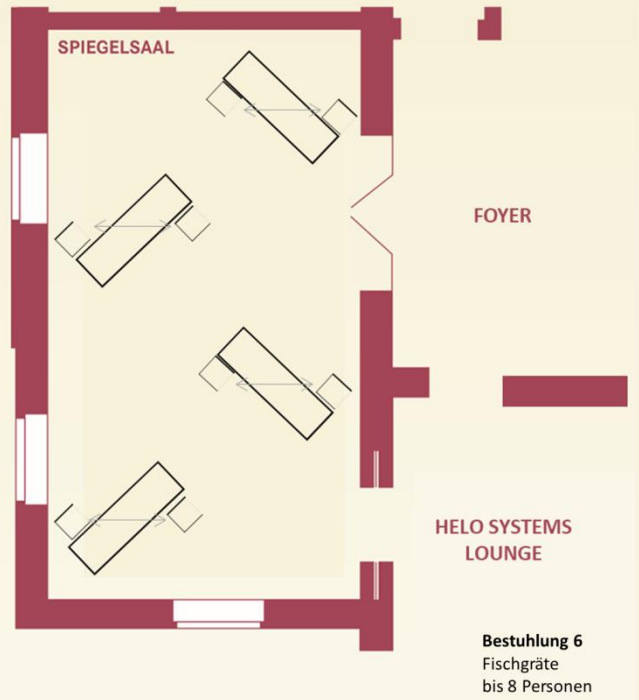 SPIEGELSAAL
FOYER
HELO SYSTEMS
LOUNGE
Bestuhlung 6
Fischgräte
bis 8 Personen